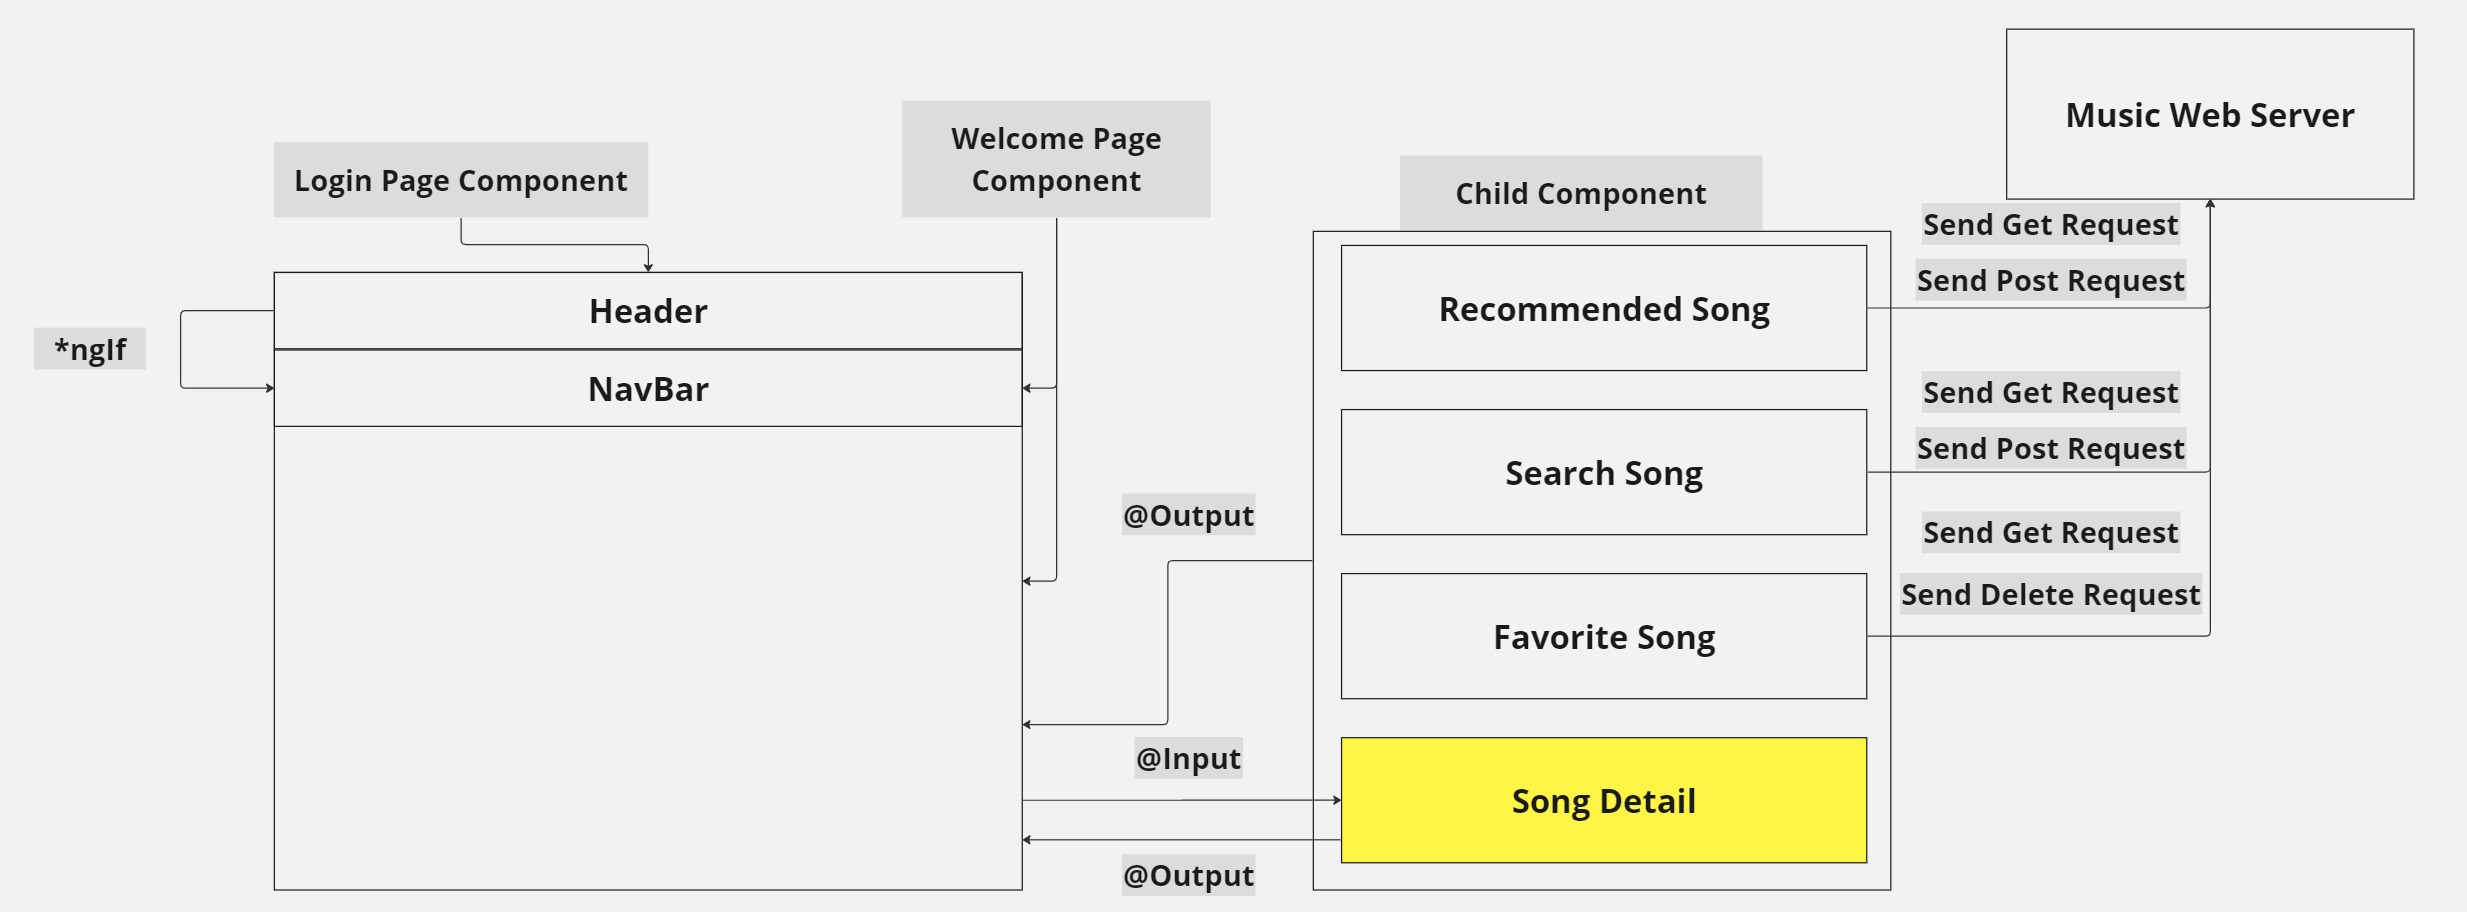 Music Web Server
Welcome Page
Component
Login Page Component
Child Component
Send Get Request
Send Post Request
Header
Recommended Song
*ngIf
NavBar
Send Get Request
Send Post Request
Search Song
@Output
Send Get Request
Send Delete Request
Favorite Song
@Input
Song Detail
@Output